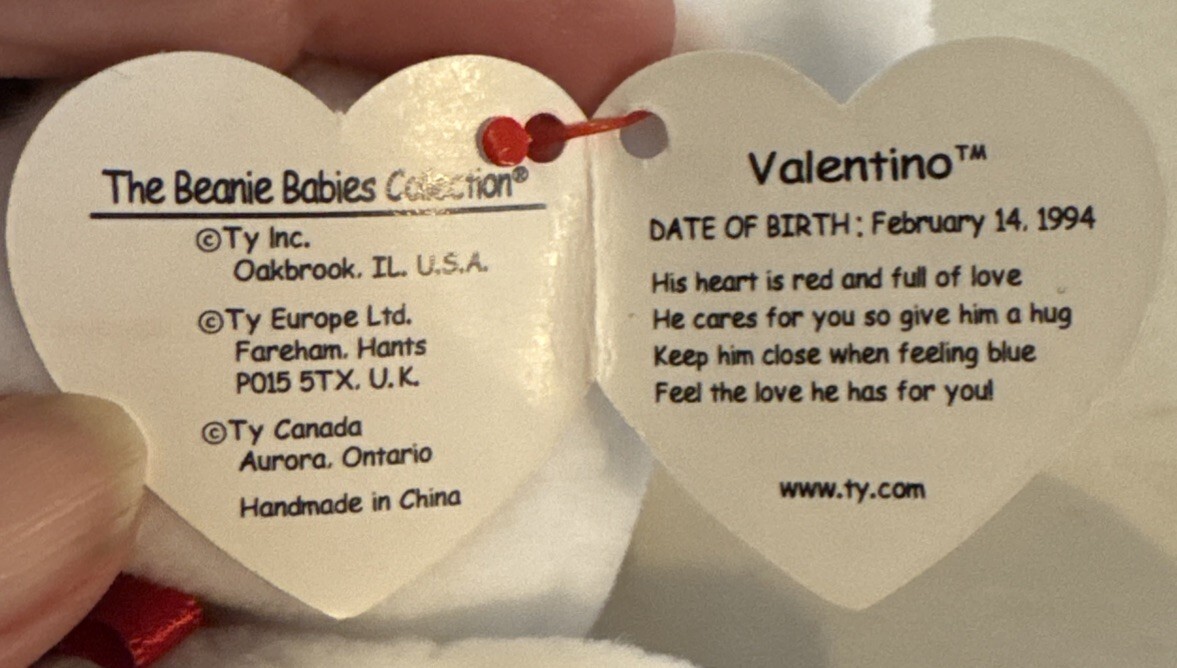 The Beanie Babies Collection®
©Ty Inc.
Oakbrook, IL. U.S.A.
©Ty Europe Ltd.
Fareham, Hants
PO15 5TX, U.K.
©Ty Canada
Aurora, Ontario
Handmade in China
Valentino™
DATE OF BIRTH: February 14, 1994
His heart is red and full of love
He cares for you so give him a hug
Keep him close when feeling blue
Feel the love he has for you!
www.ty.com